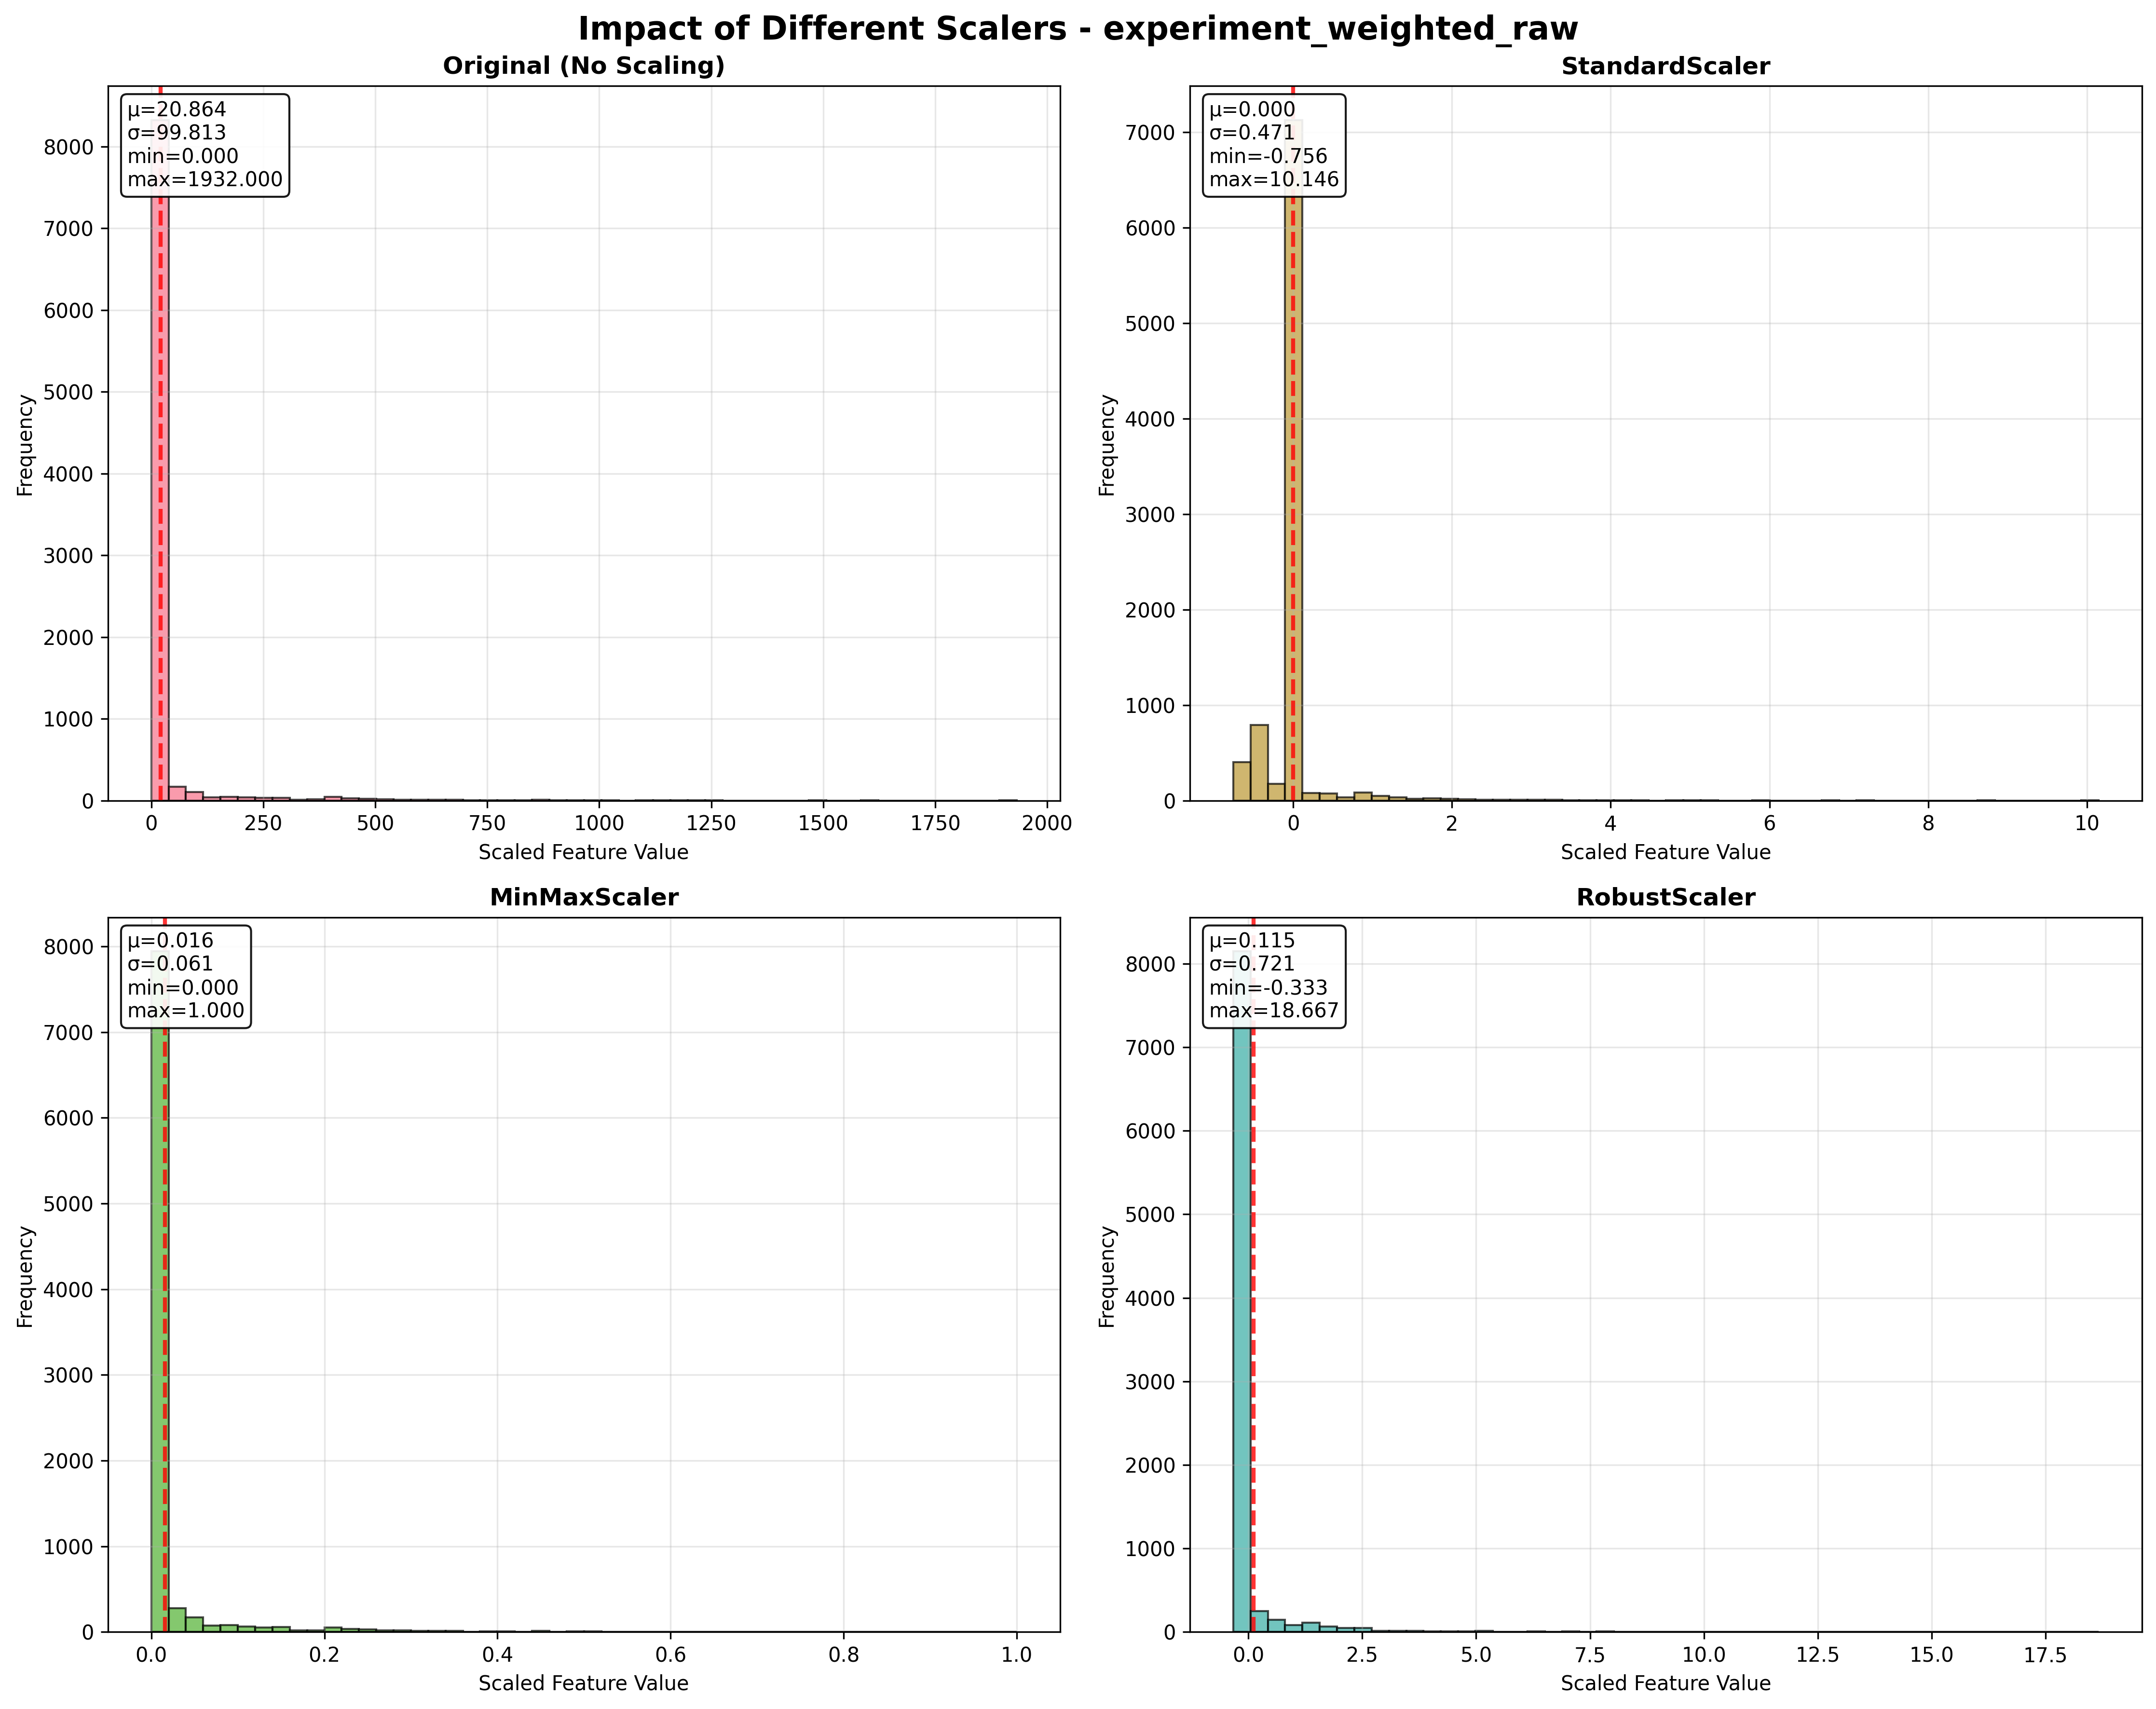 Impact of Different Scalers - experiment_weighted_raw
Original (No Scaling)
μ=20.864
σ=99.813
min=0.000
max=1932.000
Frequency
8000
7000
6000
5000
4000
3000
2000
1000
0
0 250 500 750 1000 1250 1500 1750 2000
Scaled Feature Value
StandardScaler
μ=0.000
σ=0.471
min=-0.756
max=10.146
Frequency
7000
6000
5000
4000
3000
2000
1000
0
0 2 4 6 8 10
Scaled Feature Value
MinMaxScaler
μ=0.016
σ=0.061
min=0.000
max=1.000
Frequency
8000
7000
6000
5000
4000
3000
2000
1000
0
0.0 0.2 0.4 0.6 0.8 1.0
Scaled Feature Value
RobustScaler
μ=0.115
σ=0.721
min=-0.333
max=18.667
Frequency
8000
7000
6000
5000
4000
3000
2000
1000
0
0.0 2.5 5.0 7.5 10.0 12.5 15.0 17.5
Scaled Feature Value